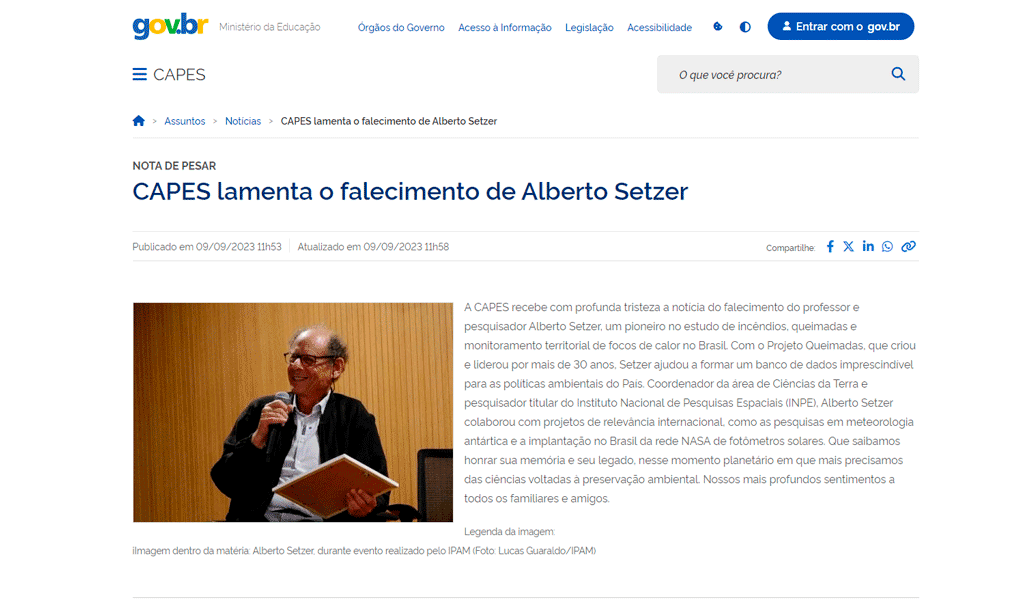 gov.br Ministério da Educação Órgãos do Governo Acesso à Informação Legislação Acessibilidade Entrar com o gov.br
CAPES O que você procura?
> Assuntos > Notícias > CAPES lamenta o falecimento de Alberto Setzer
NOTA DE PESAR
CAPES lamenta o falecimento de Alberto Setzer
Publicado em 09/09/2023 11h53 Atualizado em 09/09/2023 11h58 Compartilhe:
A CAPES recebe com profunda tristeza a notícia do falecimento do professor e
pesquisador Alberto Setzer, um pioneiro no estudo de incêndios, queimadas e
monitoramento territorial de focos de calor no Brasil. Com o Projeto Queimadas, que criou
e liderou por mais de 30 anos, Setzer ajudou a formar um banco de dados imprescindível
para as políticas ambientais do País. Coordenador da área de Ciências da Terra e
pesquisador titular do Instituto Nacional de Pesquisas Espaciais (INPE), Alberto Setzer
colaborou com projetos de relevância internacional, como as pesquisas em meteorologia
antártica e a implantação no Brasil da rede NASA de fotômetros solares. Que saibamos
honrar sua memória e seu legado, nesse momento planetário em que mais precisamos
das ciências voltadas à preservação ambiental. Nossos mais profundos sentimentos a
todos os familiares e amigos.
Legenda da imagem:
iImagem dentro da matéria: Alberto Setzer, durante evento realizado pelo IPAM (Foto: Lucas Guaraldo/IPAM)